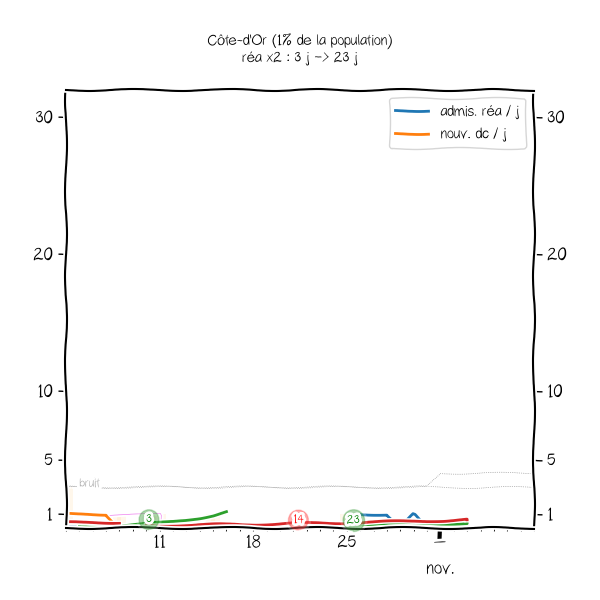 Côte-d'Or (1% de la population)
réa x2 : 3 j -> 23 j
admis. réa / j
nouv. dc / j
30
30
20
20
10
10
5
5
bruit
1
3
14
23
1
11
18
25
1
nov.